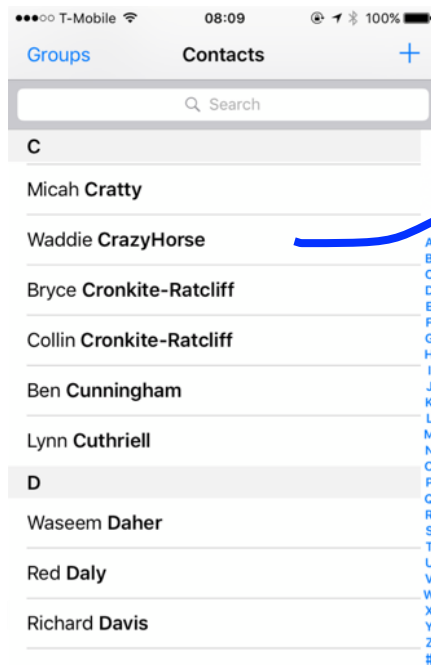 T-Mobile 08:09 100%
Groups Contacts +
Search
C
Micah Cratty
Waddie CrazyHorse
Bryce Cronkite-Ratcliff
Collin Cronkite-Ratcliff
Ben Cunningham
Lynn Cuthriell
D
Waseem Daher
Red Daly
Richard Davis
A
B
C
D
E
F
G
H
I
J
K
L
M
N
O
P
Q
R
S
T
U
V
W
X
Y
Z
#